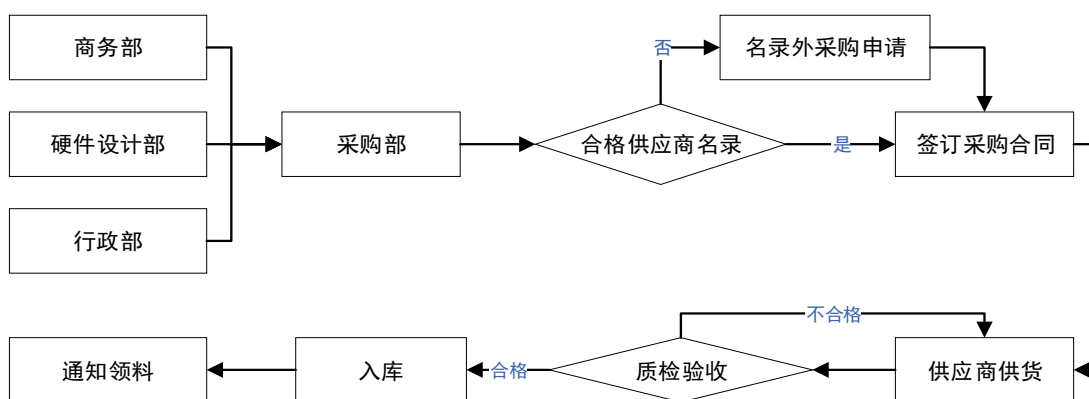 商务部
否
名录外采购申请
硬件设计部
采购部
合格供应商名录
是
签订采购合同
行政部
不合格
通知领料
入库
合格
质检验收
供应商供货